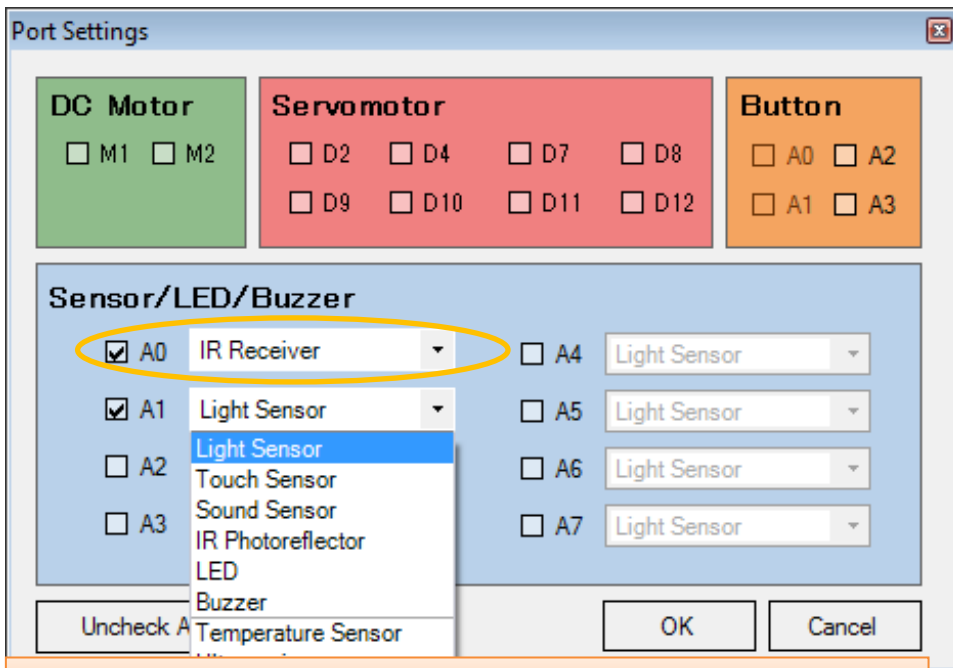 Port Settings
DC Motor
M1 M2
Servomotor
D2 D4 D7 D8
D9 D10 D11 D12
Button
A0 A2
A1 A3
Sensor/LED/Buzzer
A0 IR Receiver
A1 Light Sensor
Light Sensor
Touch Sensor
Sound Sensor
IR Photoreflector
LED
Buzzer
Temperature Sensor
A2
A3
A4 Light Sensor
A5 Light Sensor
A6 Light Sensor
A7 Light Sensor
Uncheck A
OK
Cancel